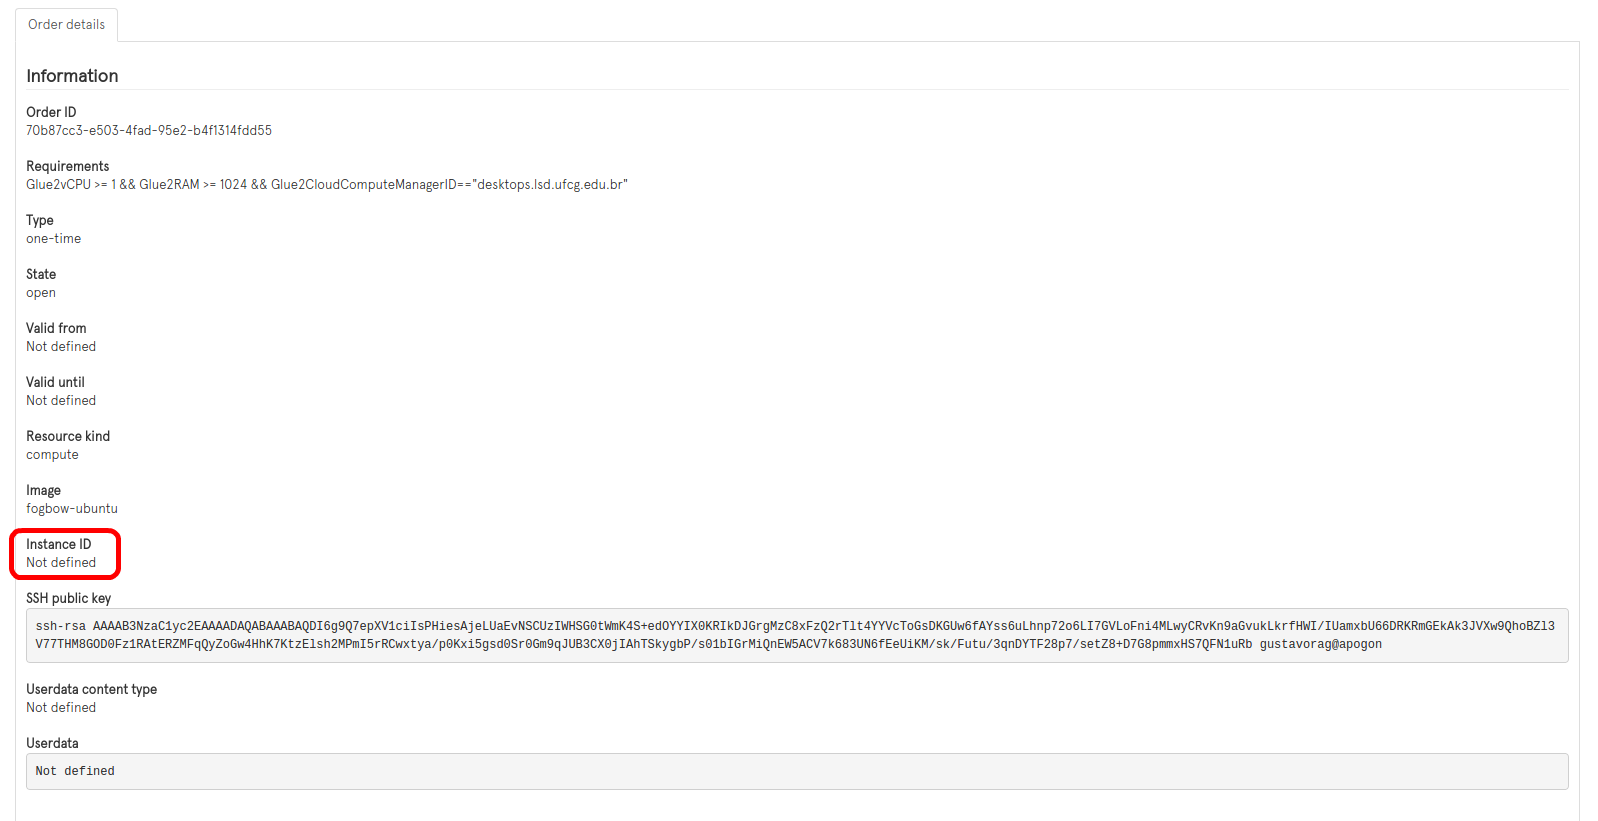 Order details
Information
Order ID
70b87cc3-e503-4fad-95e2-b4f1314fdd55
Requirements
Glue2vCPU >= 1 && Glue2RAM >= 1024 && Glue2CloudComputeManagerID=="desktops.lsd.ufcg.edu.br"
Type
one-time
State
open
Valid from
Not defined
Valid until
Not defined
Resource kind
compute
Image
fogbow-ubuntu
Instance ID
Not defined
SSH public key
ssh-rsa AAAAB3NzaC1yc2EAAAADAQABAAABAQDI6g9Q7epXV1ciIsPHiesAjeLUaEvNSCUzIWHSG0tWmK4S+edOYYIX0KRIkDJGrgMzC8xFzQ2rTlt4YYVcToGsDKGUw6fAYss6uLhnp72o6LI7GVLoFni4MLwyCRvKn9aGvukLkrfHWI/IUamxbU66DRKRmGEkAk3JVXw9QhoBZl3
V77THM8GOD0Fz1RAtERZMFqQyZoGw4HhK7KtzElsh2MPmI5rRCwxtya/p0Kxi5gsd0Sr0Gm9qJUB3CX0jIAhTSkygbP/s01bIGrMiQnEW5ACV7k683UN6fEeUiKM/sk/Futu/3qnDYTF28p7/setZ8+D7G8pmmxHS7QFN1uRb gustavorag@apogon
Userdata content type
Not defined
Userdata
Not defined